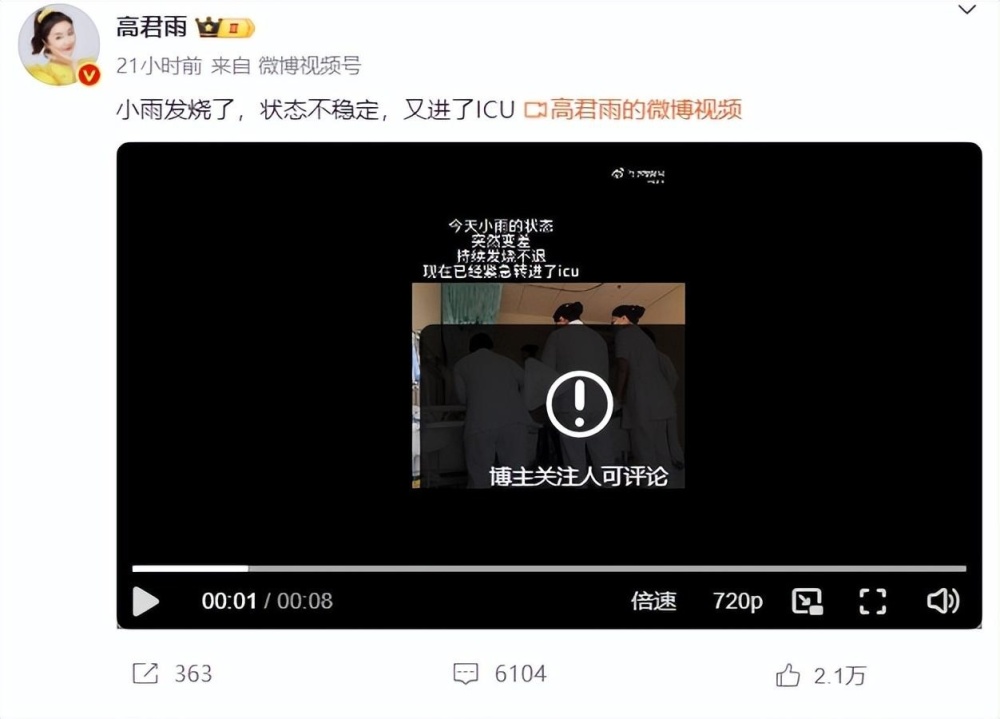 高君雨
21小时前 来自 微博视频号
小雨发烧了，状态不稳定，又进了ICU 高君雨的微博视频
今天小雨的状态
突然变差
持续发烧不退
现在已经紧急转进了icu
博主关注人可评论
00:01 / 00:08 倍速 720p
363 6104 2.1万